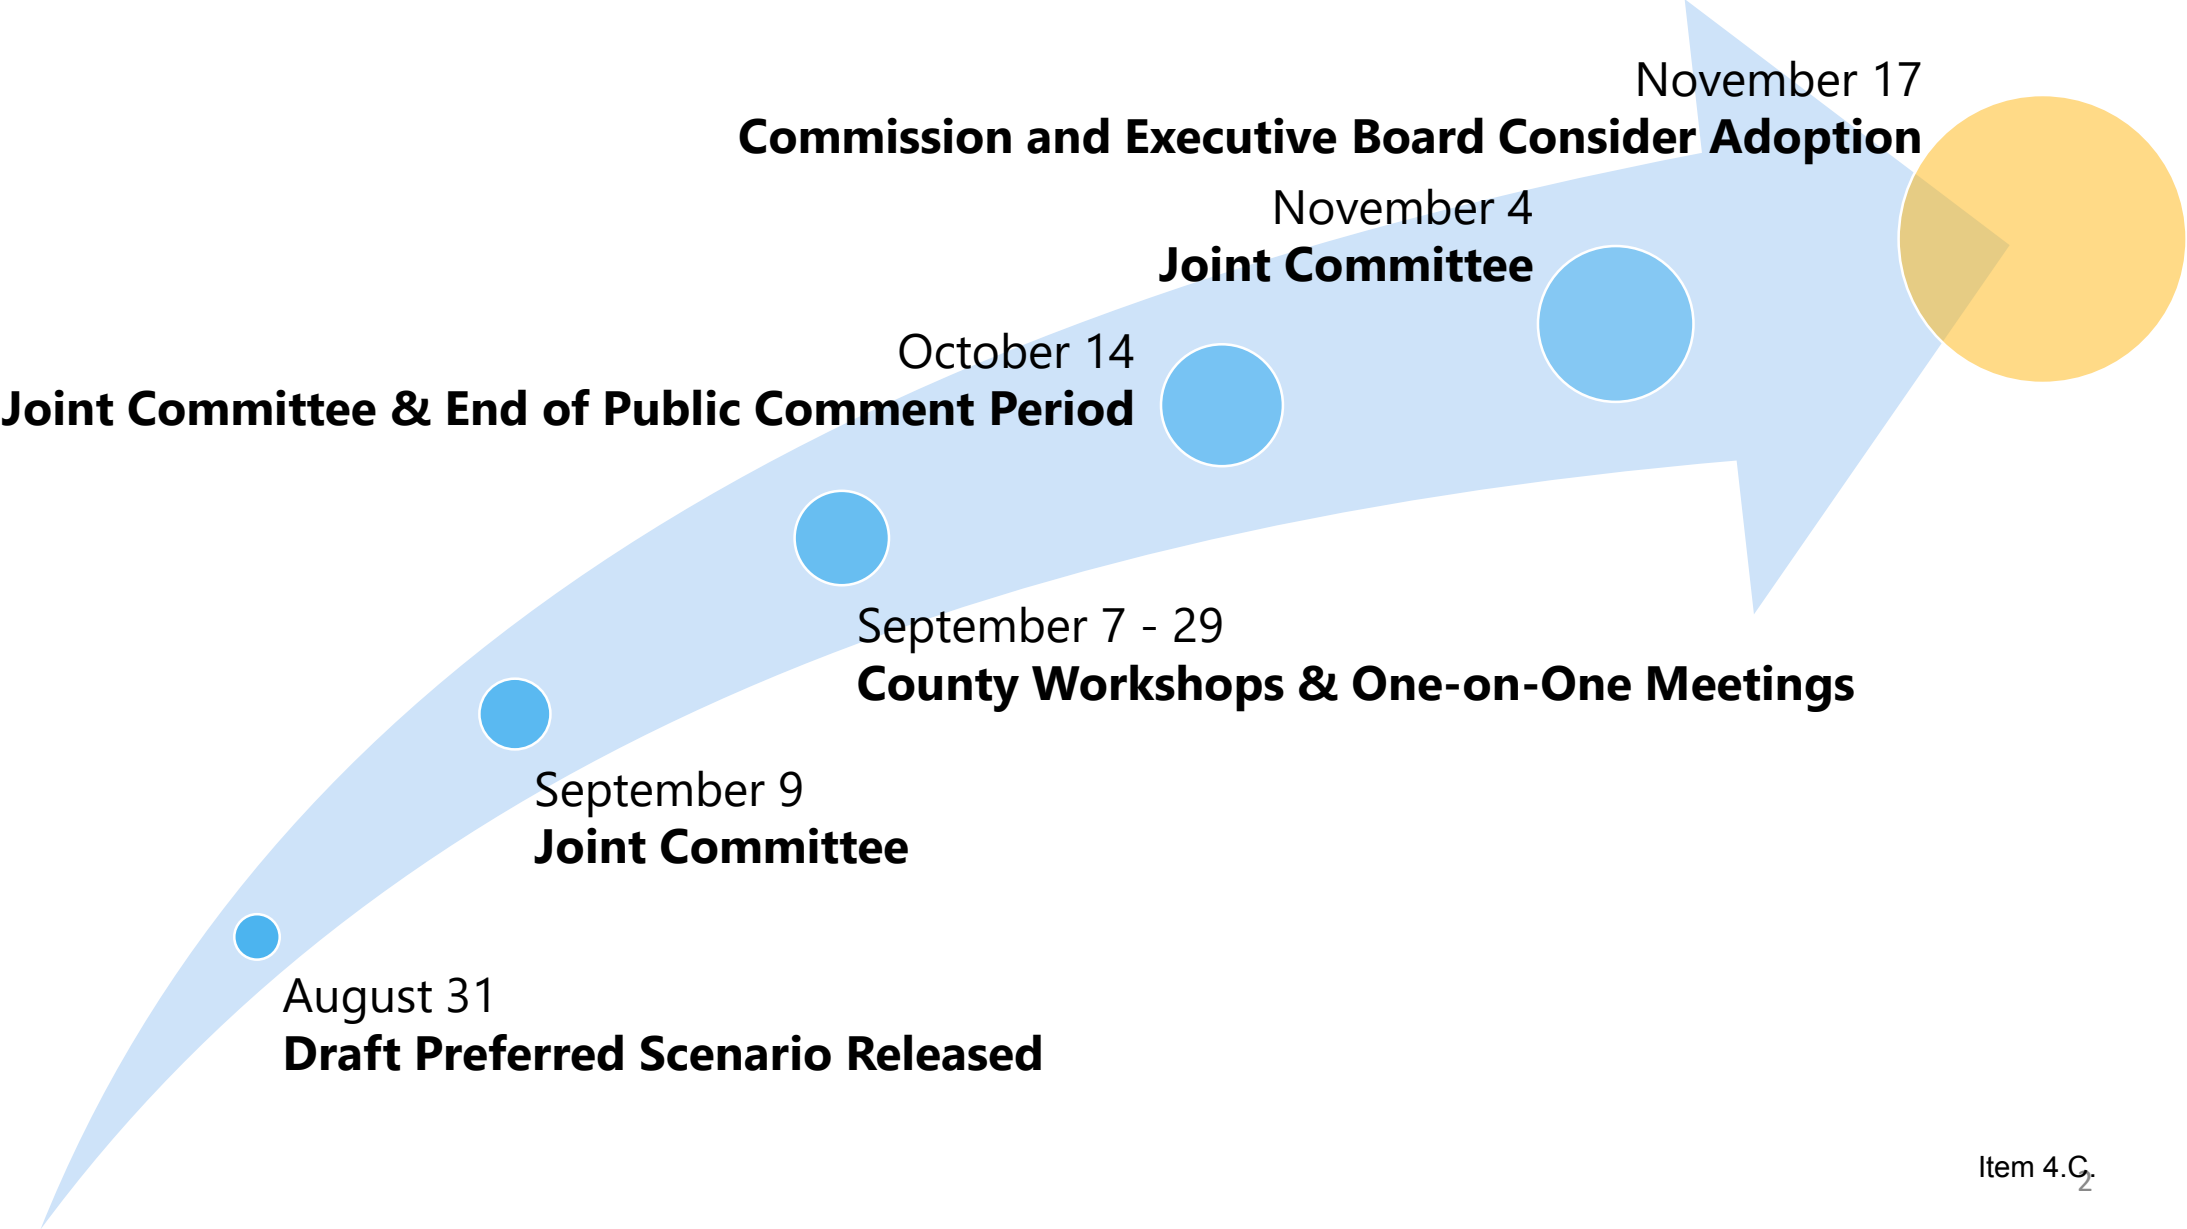 November 17
Commission and Executive Board Consider Adoption
November 4
Joint Committee
October 14
Joint Committee & End of Public Comment Period
September 7 - 29
County Workshops & One-on-One Meetings
September 9
Joint Committee
August 31
Draft Preferred Scenario Released
Item 4.C.
2